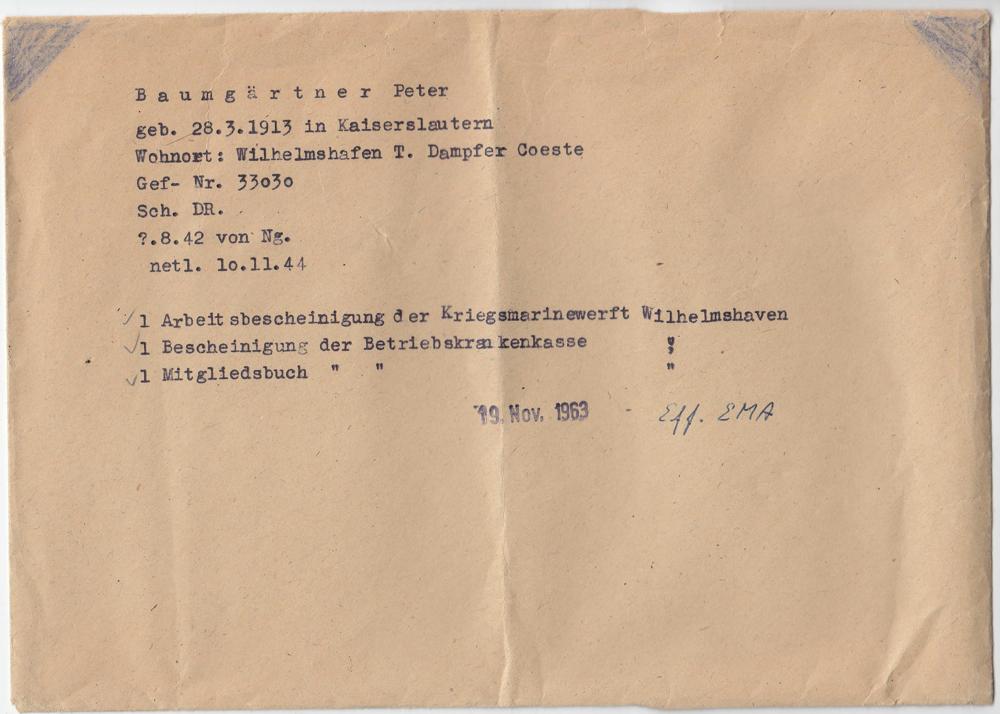 B a u m g ä r t n e r Peter
geb. 28.3.1913 in Kaiserslautern
Wohnort: Wilhelmshafen T. Dampfer Coeste
Gef- Nr. 33030
Sch. DR.
?.8.42 von Ng.
netl. 10.11.44
✓ 1 Arbeitsbescheinigung der Kriegsmarinewerft Wilhelmshaven
✓ 1 Bescheinigung der Betriebskrankenkasse "
✓ 1 Mitgliedsbuch " " "
19. Nov. 1963 - Eff. EMA